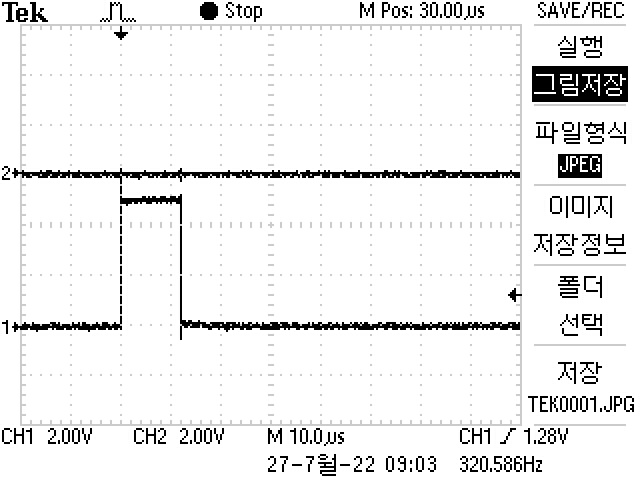 Tek Stop M Pos: 30.00µs SAVE/REC
실행
그림저장
파일형식
JPEG
2
이미지
저장정보
폴더
1
선택
저장
TEK0001.JPG
CH1 2.00V CH2 2.00V M 10.0µs CH1 1.28V
27-7월-22 09:03 320.586Hz